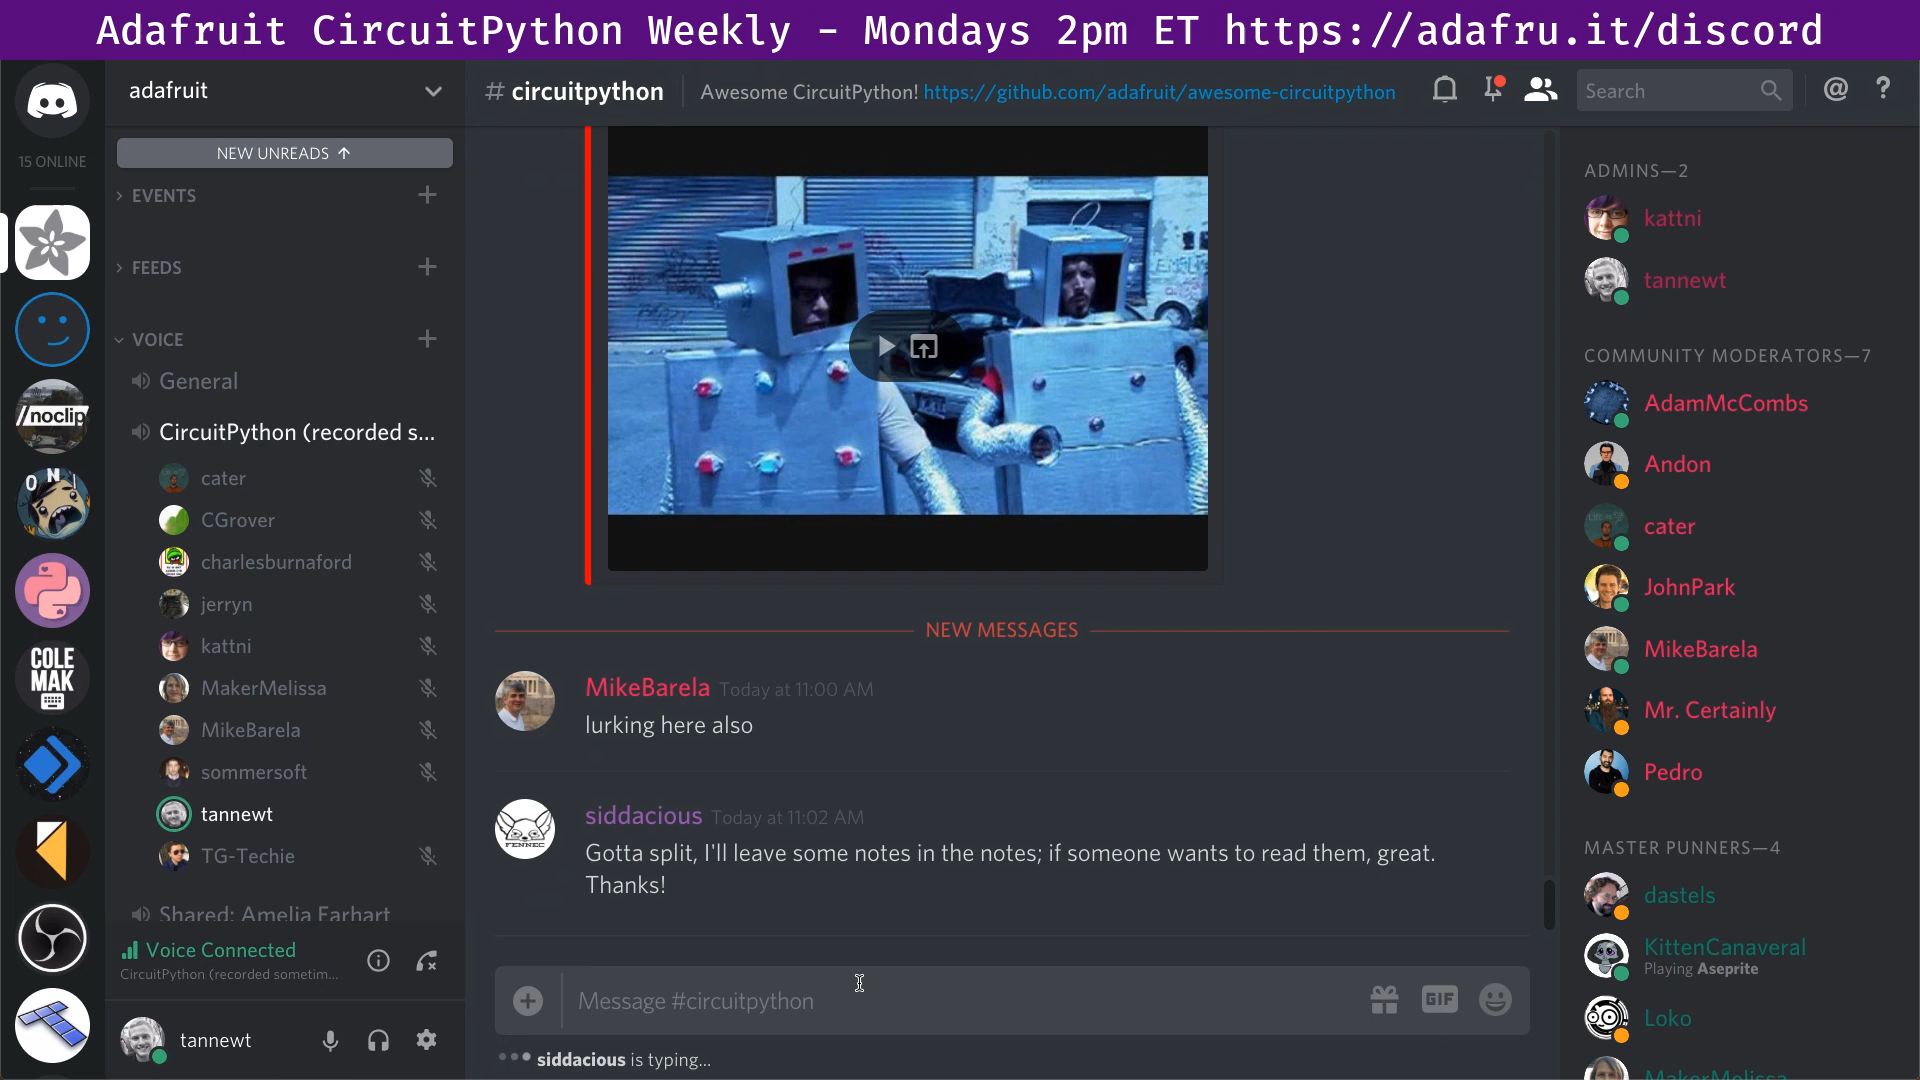 Adafruit CircuitPython Weekly – Mondays 2pm ET https://adafru.it/discord
15 ONLINE
//noclip
O N I
COLE
MAK
adafruit
NEW UNREADS ↑
EVENTS
FEEDS
VOICE
General
CircuitPython (recorded s...
cater
CGrover
charlesburnaford
jerryn
kattni
MakerMelissa
MikeBarela
sommersoft
tannewt
TG-Techie
Shared: Amelia Earhart
Voice Connected
CircuitPython (recorded sometim...
tannewt
# circuitpython
Awesome CircuitPython! https://github.com/adafruit/awesome-circuitpython
Search
@ ?
NEW MESSAGES
MikeBarela Today at 11:00 AM
lurking here also
siddacious Today at 11:02 AM
FENNEC
Gotta split, I'll leave some notes in the notes; if someone wants to read them, great.
Thanks!
Message #circuitpython
GIF
siddacious is typing...
ADMINS—2
kattni
tannewt
COMMUNITY MODERATORS—7
AdamMcCombs
Andon
cater
JohnPark
MikeBarela
Mr. Certainly
Pedro
MASTER PUNNERS—4
dastels
KittenCanaveral
Playing Aseprite
Loko
MakerMelissa